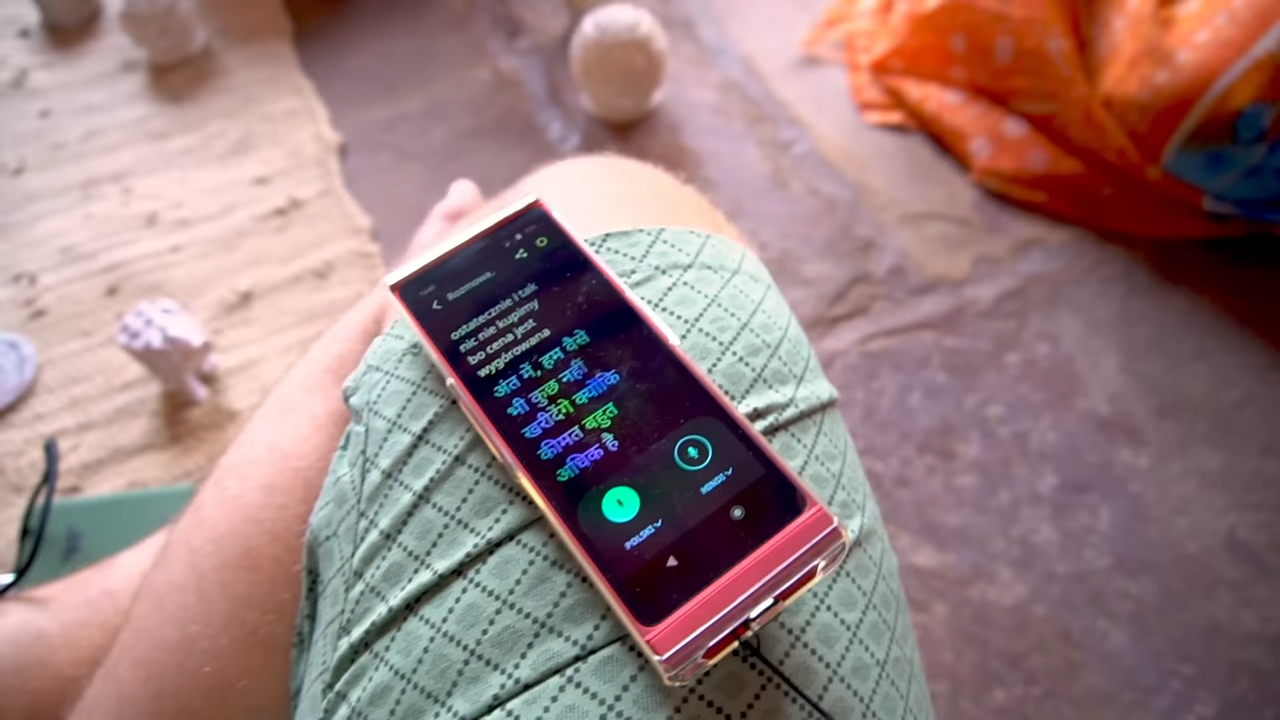 Rozmowa.
ostatecznie i tak
nic nie kupimy
bo cena jest
wygórowana
अंत में, हम वैसे
भी कुछ नहीं
खरीदेंगे क्योंकि
कीमत बहुत
अधिक है
HINDI
POLSKI